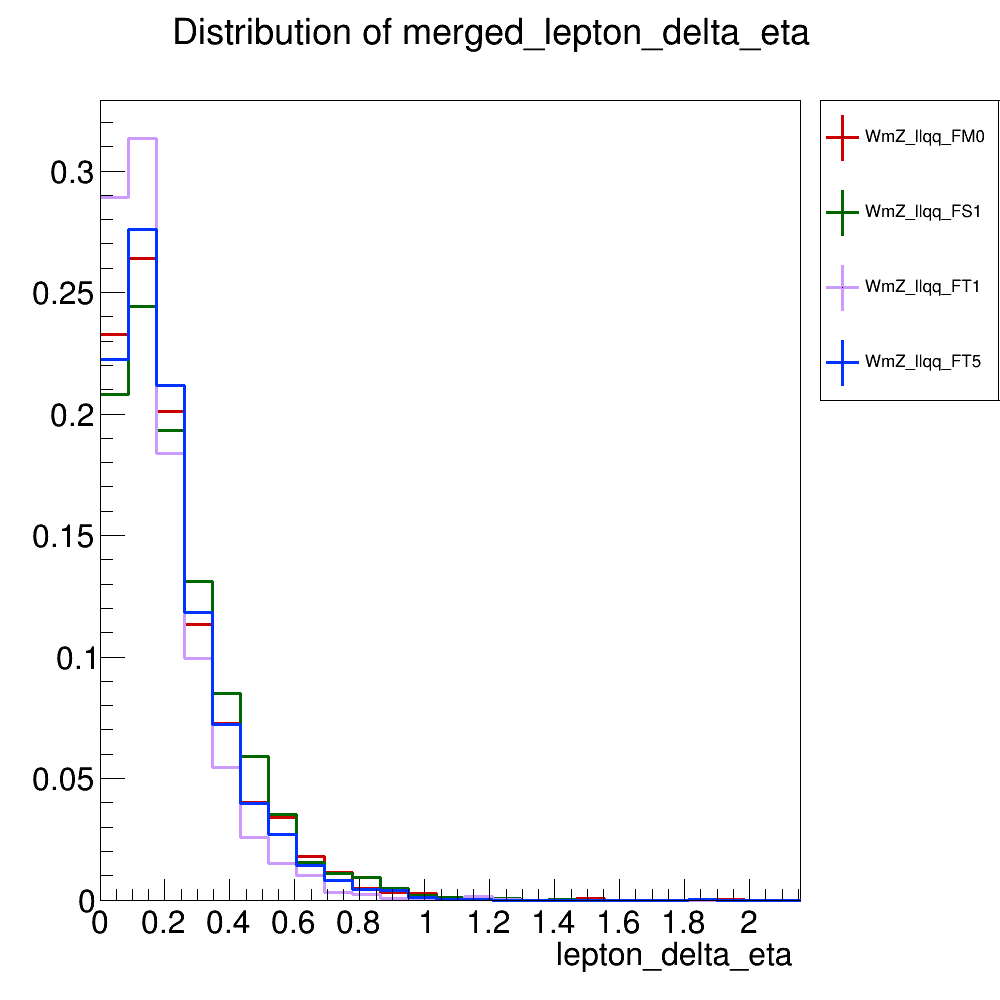 Distribution of merged_lepton_delta_eta
WmZ_llqq_FM0
WmZ_llqq_FS1
WmZ_llqq_FT1
WmZ_llqq_FT5
0.3
0.25
0.2
0.15
0.1
0.05
0
0 0.2 0.4 0.6 0.8 1 1.2 1.4 1.6 1.8 2
lepton_delta_eta